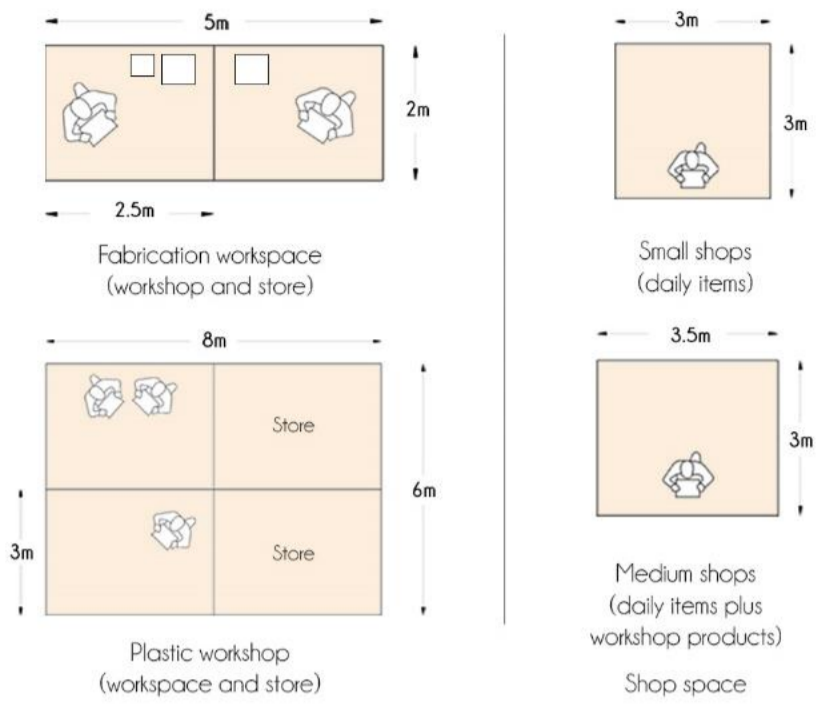 5m
2m
2.5m
Fabrication workspace
(workshop and store)
8m
Store
6m
3m
Store
Plastic workshop
(workspace and store)
3m
3m
Small shops
(daily items)
3.5m
3m
Medium shops
(daily items plus
workshop products)
Shop space